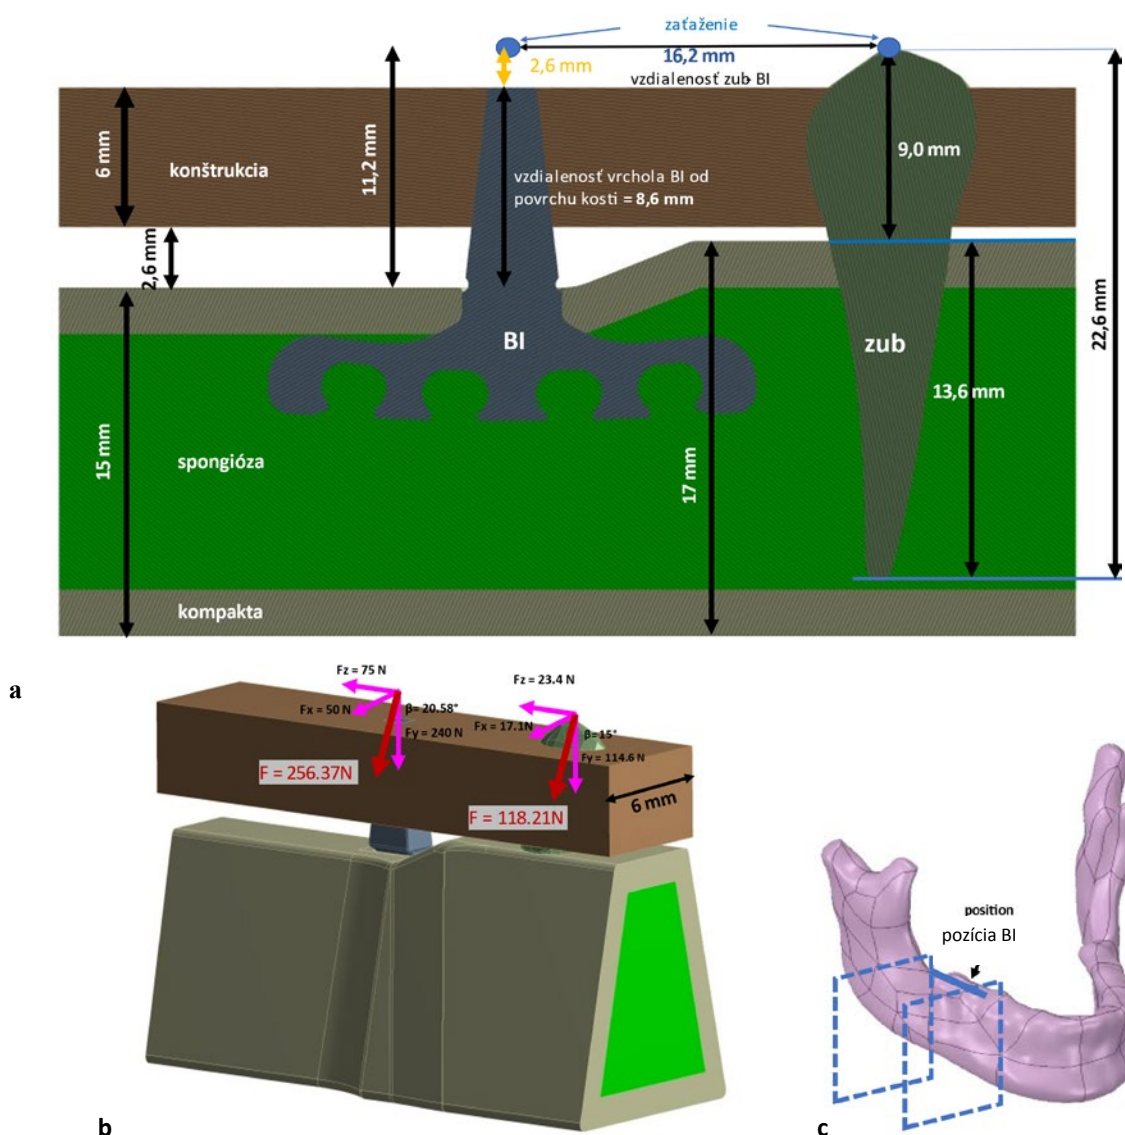 zaťaženie
16,2 mm
2,6 mm
vzdialenosť zub BI
6 mm
konštrukcia
11,2 mm
vzdialenosť vrchola BI od
povrchu kosti = 8,6 mm
9,0 mm
2,6 mm
BI
zub
22,6 mm
13,6 mm
15 mm
spongióza
17 mm
kompakta
a
Fz = 75 N
Fz = 23.4 N
Fx = 50 N
β= 20.58°
Fx = 17.1N
Fy = 240 N
β=15°
Fy = 114.6 N
F = 256.37N
F = 118.21N
6 mm
position
pozícia BI
b
c